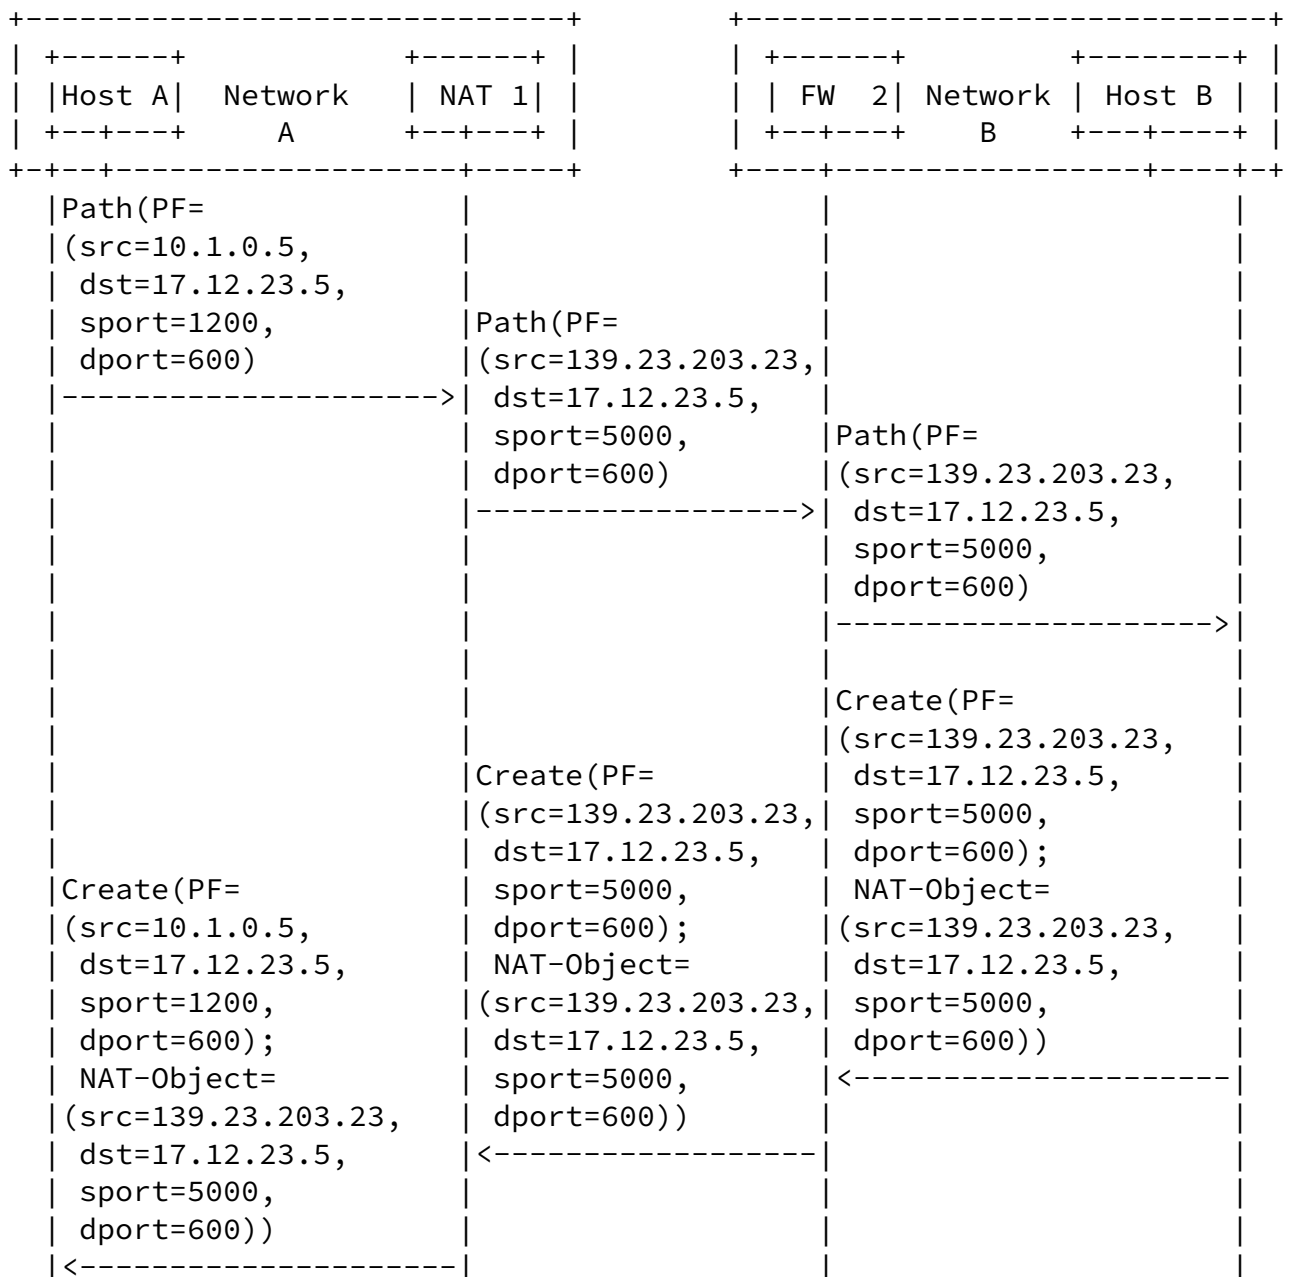 +------------------------------+        +-----------------------------+
| +------+            +------+ |        | +------+         +--------+ |
| |Host A|  Network   | NAT 1| |        | | FW  2| Network | Host B | |
| +--+---+     A      +--+---+ |        | +--+---+    B    +---+----+ |
+-+--+-------------------+-----+        +----+-----------------+----+-+
  |Path(PF=              |                   |                      |
  |(src=10.1.0.5,        |                   |                      |
  | dst=17.12.23.5,      |                   |                      |
  | sport=1200,          |Path(PF=           |                      |
  | dport=600)           |(src=139.23.203.23,|                      |
  |--------------------->| dst=17.12.23.5,   |                      |
  |                      | sport=5000,       |Path(PF=              |
  |                      | dport=600)        |(src=139.23.203.23,   |
  |                      |------------------>| dst=17.12.23.5,      |
  |                      |                   | sport=5000,          |
  |                      |                   | dport=600)           |
  |                      |                   |--------------------->|
  |                      |                   |                      |
  |                      |                   |Create(PF=            |
  |                      |                   |(src=139.23.203.23,   |
  |                      |Create(PF=         | dst=17.12.23.5,      |
  |                      |(src=139.23.203.23,| sport=5000,          |
  |                      | dst=17.12.23.5,   | dport=600);          |
  |Create(PF=            | sport=5000,       | NAT-Object=          |
  |(src=10.1.0.5,        | dport=600);       |(src=139.23.203.23,   |
  | dst=17.12.23.5,      | NAT-Object=       | dst=17.12.23.5,      |
  | sport=1200,          |(src=139.23.203.23,| sport=5000,          |
  | dport=600);          | dst=17.12.23.5,   | dport=600))          |
  | NAT-Object=          | sport=5000,       |<---------------------|
  |(src=139.23.203.23,   | dport=600))       |                      |
  | dst=17.12.23.5,      |<------------------|                      |
  | sport=5000,          |                   |                      |
  | dport=600))          |                   |                      |
  |<---------------------|                   |                      |